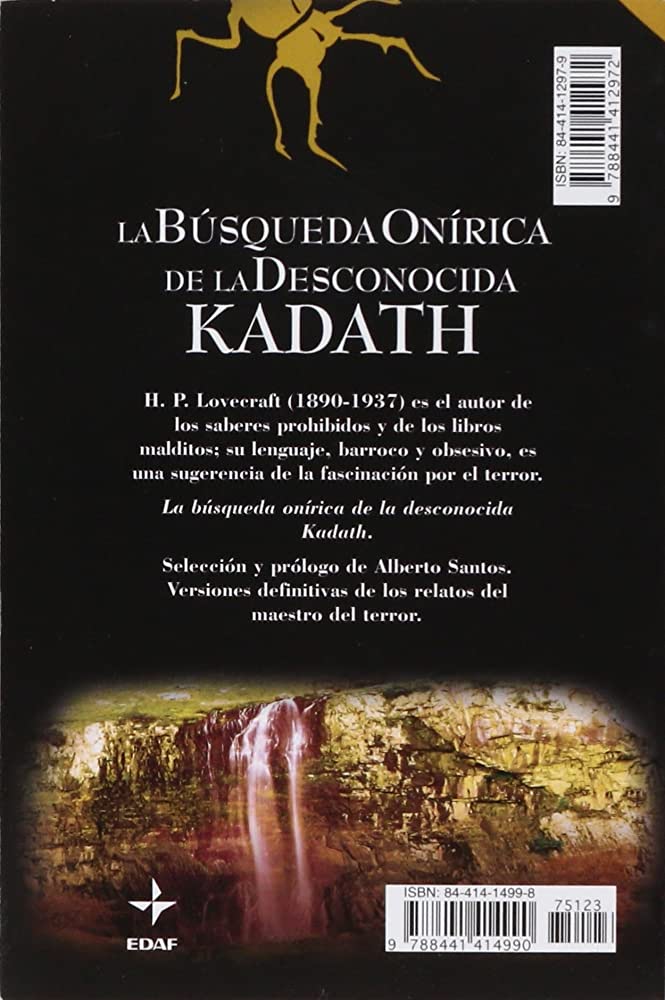 ISBN: 84-414-1297-9
9 788441 412972
LA BÚSQUEDA ONÍRICA
DE LA DESCONOCIDA
KADATH
H. P. Lovecraft (1890-1937) es el autor de
los saberes prohibidos y de los libros
malditos; su lenguaje, barroco y obsesivo, es
una sugerencia de la fascinación por el terror.
La búsqueda onírica de la desconocida
Kadath.
Selección y prólogo de Alberto Santos.
Versiones definitivas de los relatos del
maestro del terror.
EDAF
ISBN: 84-414-1499-8
75123
9 788441 414990